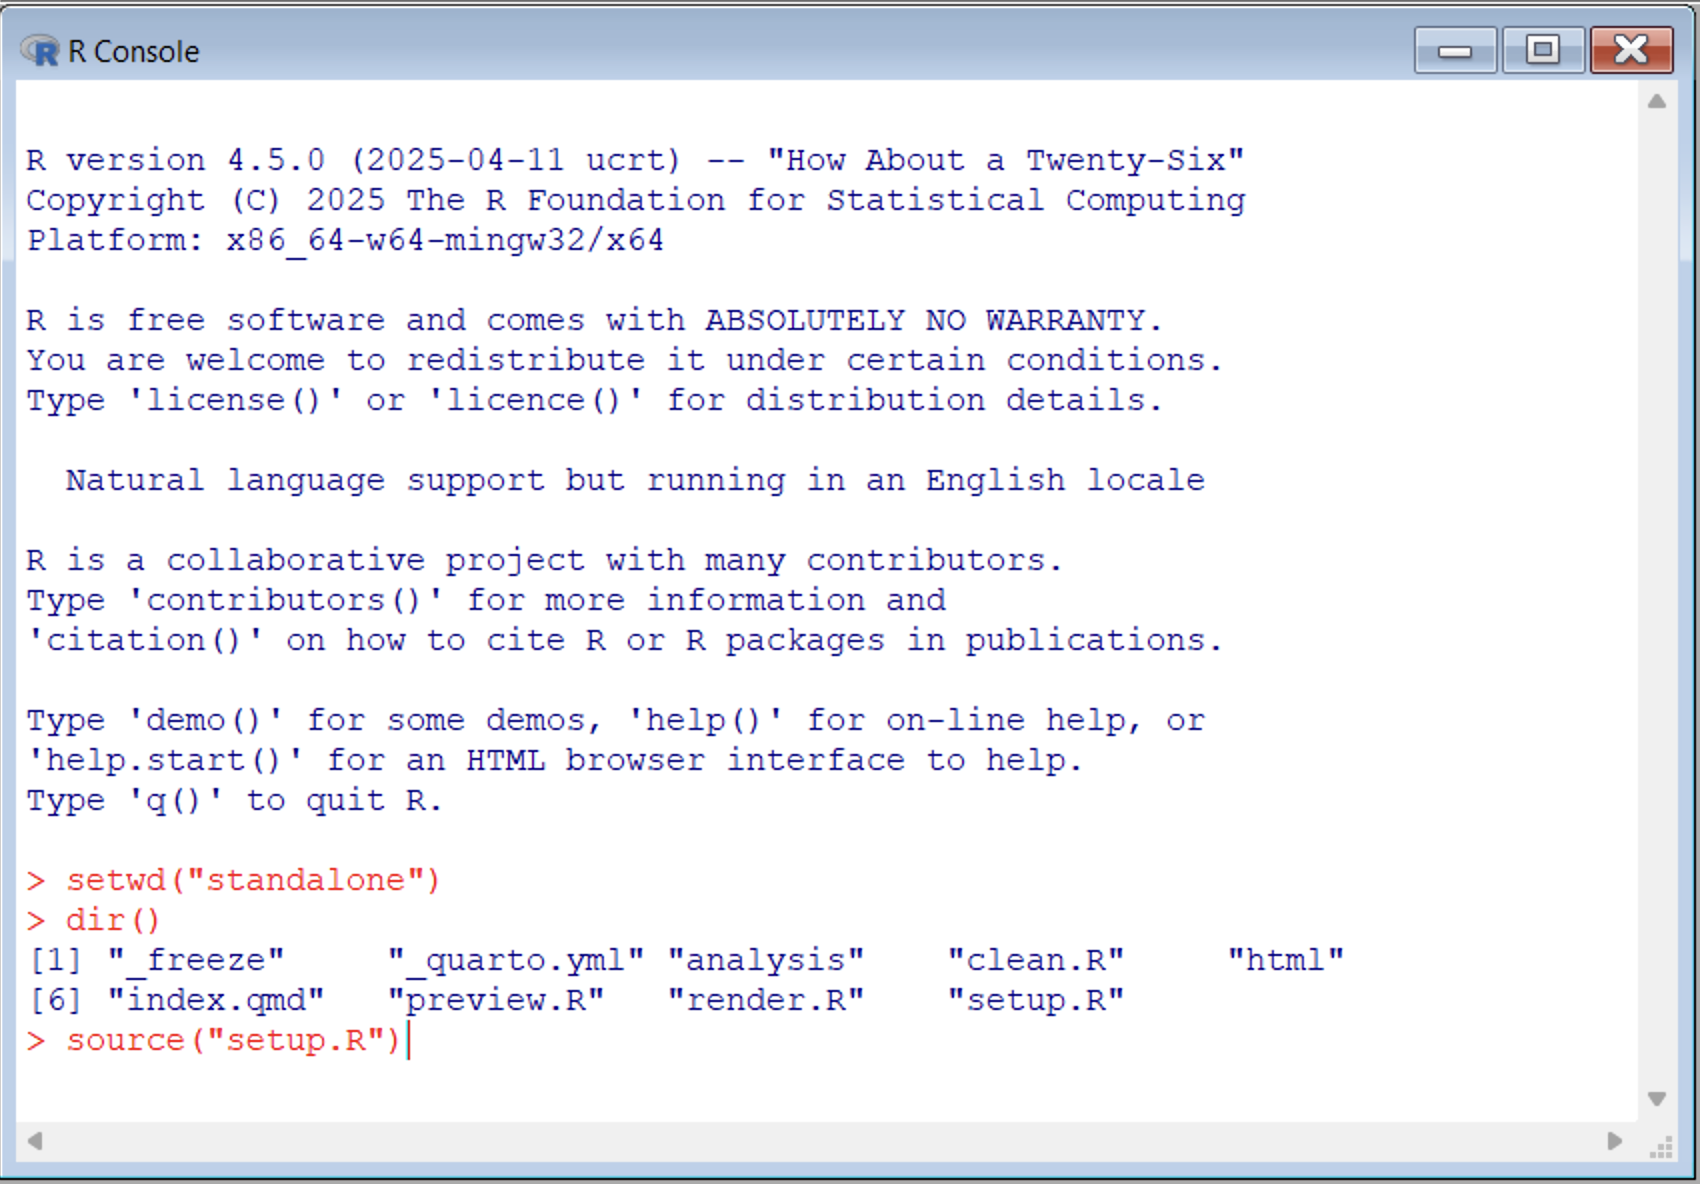 R Console
R version 4.5.0 (2025-04-11 ucrt) -- "How About a Twenty-Six"
Copyright (C) 2025 The R Foundation for Statistical Computing
Platform: x86_64-w64-mingw32/x64
R is free software and comes with ABSOLUTELY NO WARRANTY.
You are welcome to redistribute it under certain conditions.
Type 'license()' or 'licence()' for distribution details.
  Natural language support but running in an English locale
R is a collaborative project with many contributors.
Type 'contributors()' for more information and
'citation()' on how to cite R or R packages in publications.
Type 'demo()' for some demos, 'help()' for on-line help, or
'help.start()' for an HTML browser interface to help.
Type 'q()' to quit R.
> setwd("standalone")
> dir()
[1] "_freeze"     "_quarto.yml" "analysis"    "clean.R"     "html"
[6] "index.qmd"   "preview.R"   "render.R"    "setup.R"
> source("setup.R")